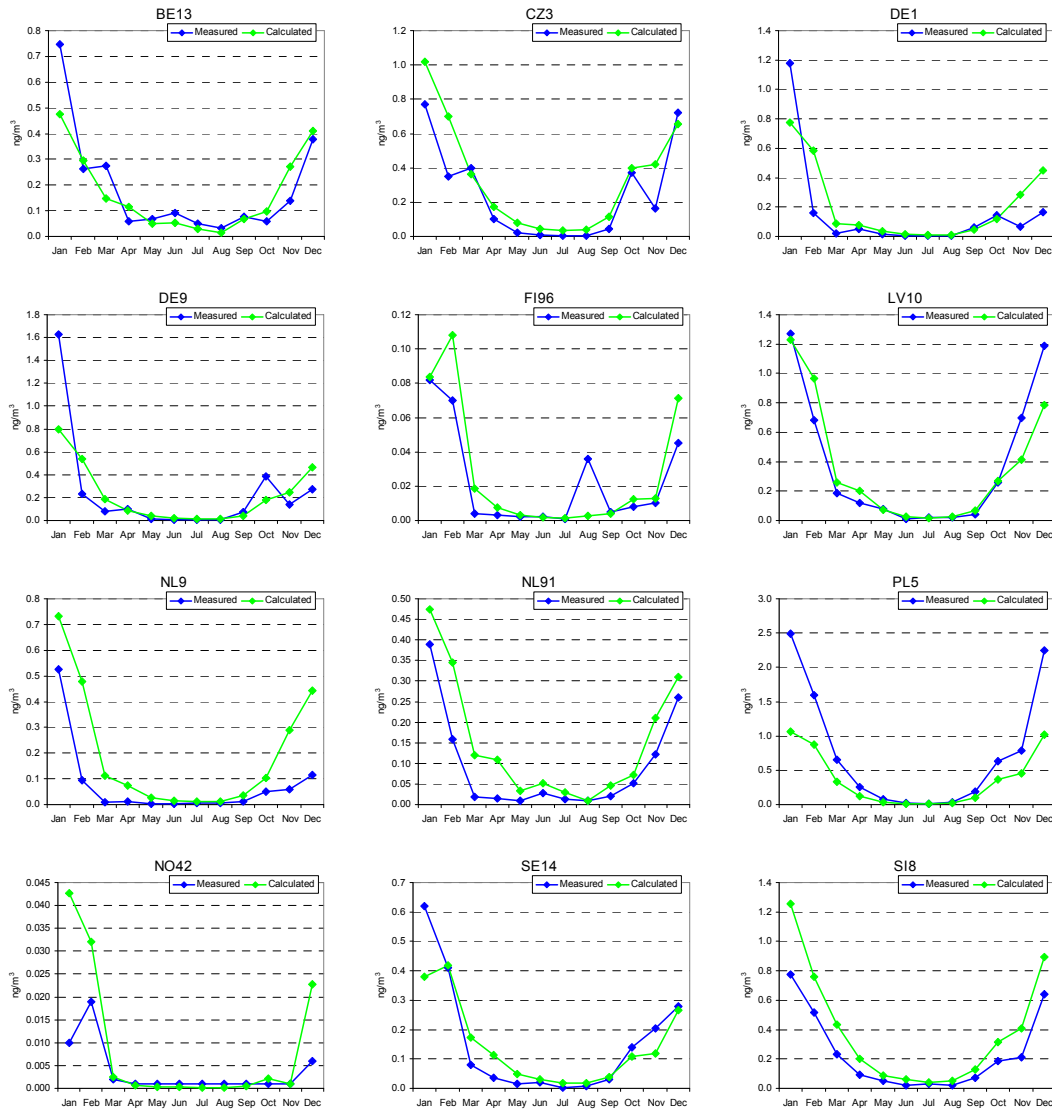 BE13
Measured Calculated
0.8
0.7
0.6
0.5
0.4
0.3
0.2
0.1
0.0
ng/m³
Jan Feb Mar Apr May Jun Jul Aug Sep Oct Nov Dec
CZ3
Measured Calculated
1.2
1.0
0.8
0.6
0.4
0.2
0.0
ng/m³
Jan Feb Mar Apr May Jun Jul Aug Sep Oct Nov Dec
DE1
Measured Calculated
1.4
1.2
1.0
0.8
0.6
0.4
0.2
0.0
ng/m³
Jan Feb Mar Apr May Jun Jul Aug Sep Oct Nov Dec
DE9
Measured Calculated
1.8
1.6
1.4
1.2
1.0
0.8
0.6
0.4
0.2
0.0
ng/m³
Jan Feb Mar Apr May Jun Jul Aug Sep Oct Nov Dec
FI96
Measured Calculated
0.12
0.10
0.08
0.06
0.04
0.02
0.00
ng/m³
Jan Feb Mar Apr May Jun Jul Aug Sep Oct Nov Dec
LV10
Measured Calculated
1.4
1.2
1.0
0.8
0.6
0.4
0.2
0.0
ng/m³
Jan Feb Mar Apr May Jun Jul Aug Sep Oct Nov Dec
NL9
Measured Calculated
0.8
0.7
0.6
0.5
0.4
0.3
0.2
0.1
0.0
ng/m³
Jan Feb Mar Apr May Jun Jul Aug Sep Oct Nov Dec
NL91
Measured Calculated
0.50
0.45
0.40
0.35
0.30
0.25
0.20
0.15
0.10
0.05
0.00
ng/m³
Jan Feb Mar Apr May Jun Jul Aug Sep Oct Nov Dec
PL5
Measured Calculated
3.0
2.5
2.0
1.5
1.0
0.5
0.0
ng/m³
Jan Feb Mar Apr May Jun Jul Aug Sep Oct Nov Dec
NO42
Measured Calculated
0.045
0.040
0.035
0.030
0.025
0.020
0.015
0.010
0.005
0.000
ng/m³
Jan Feb Mar Apr May Jun Jul Aug Sep Oct Nov Dec
SE14
Measured Calculated
0.7
0.6
0.5
0.4
0.3
0.2
0.1
0.0
ng/m³
Jan Feb Mar Apr May Jun Jul Aug Sep Oct Nov Dec
SI8
Measured Calculated
1.4
1.2
1.0
0.8
0.6
0.4
0.2
0.0
ng/m³
Jan Feb Mar Apr May Jun Jul Aug Sep Oct Nov Dec